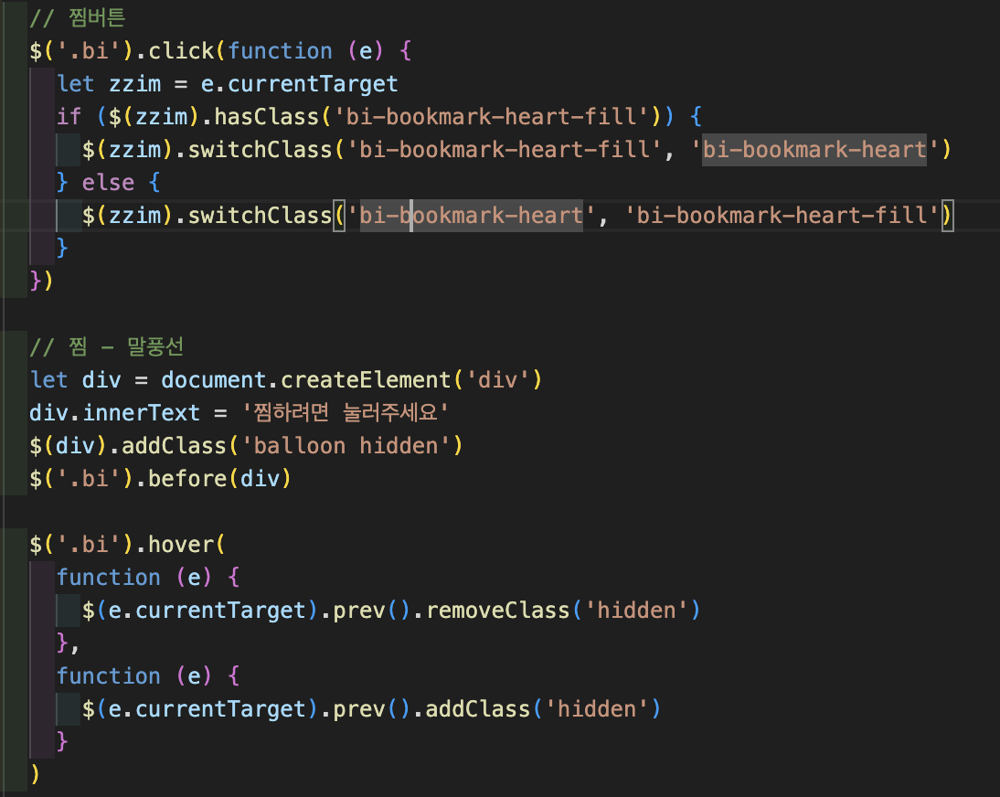 // 찜버튼
$('.bi').click(function (e) {
  let zzim = e.currentTarget
  if ($(zzim).hasClass('bi-bookmark-heart-fill')) {
    $(zzim).switchClass('bi-bookmark-heart-fill', 'bi-bookmark-heart')
  } else {
    $(zzim).switchClass('bi-bookmark-heart', 'bi-bookmark-heart-fill')
  }
})

// 찜 - 말풍선
let div = document.createElement('div')
div.innerText = '찜하려면 눌러주세요'
$(div).addClass('balloon hidden')
$('.bi').before(div)

$('.bi').hover(
  function (e) {
    $(e.currentTarget).prev().removeClass('hidden')
  },
  function (e) {
    $(e.currentTarget).prev().addClass('hidden')
  }
)